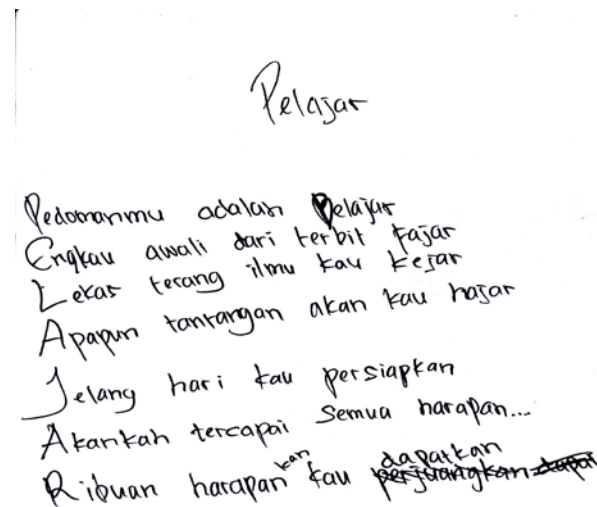 Pelajar
Pedomanmu adalah Pelajar
Engkau awali dari terbit fajar
Lekas terang ilmu kau kejar
Apapun tantangan akan kau hajar
Jelang hari kau persiapkan
Akankah tercapai semua harapan...
Ribuan harapan kan kau dapatkan